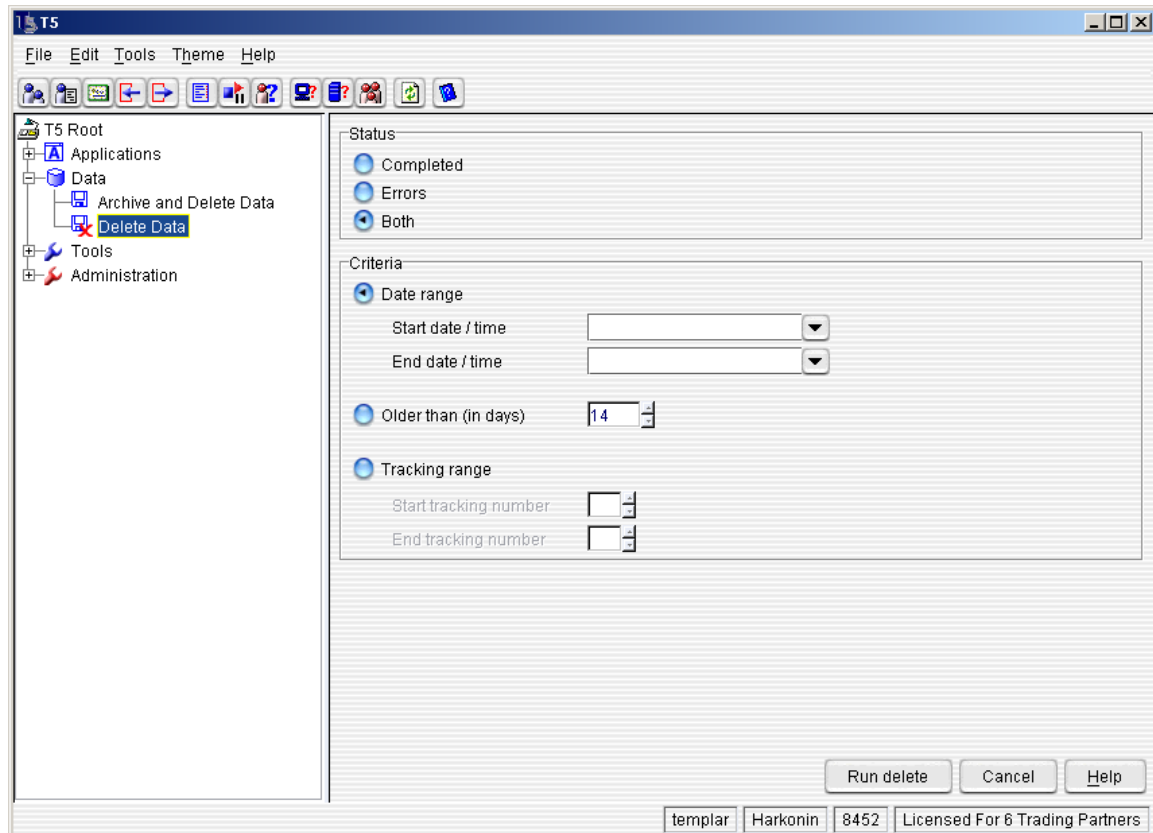 T5
File Edit Tools Theme Help
T5 Root
Applications
Data
Archive and Delete Data
Delete Data
Tools
Administration
Status
Completed
Errors
Both
Criteria
Date range
Start date / time
End date / time
Older than (in days) 14
Tracking range
Start tracking number
End tracking number
Run delete Cancel Help
templar Harkonin 8452 Licensed For 6 Trading Partners